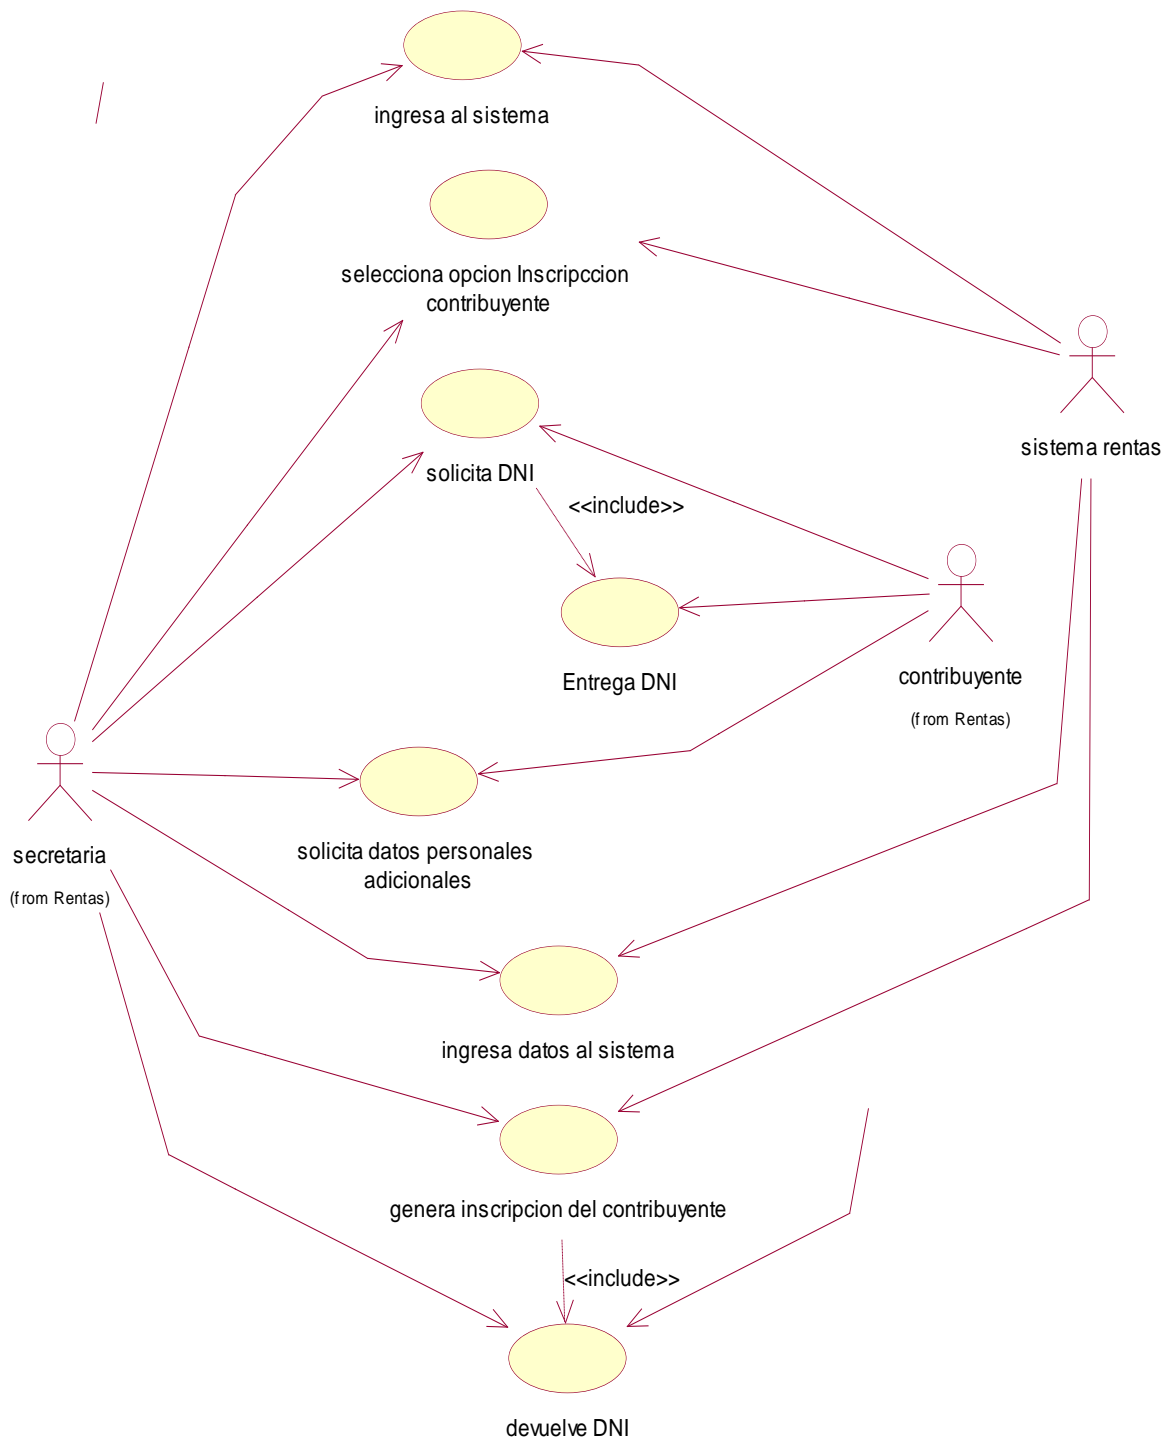 ingresa al sistema
selecciona opcion Inscripccion
contribuyente
sistema rentas
solicita DNI
<<include>>
Entrega DNI
contribuyente
(from Rentas)
secretaria
(from Rentas)
solicita datos personales
adicionales
ingresa datos al sistema
genera inscripcion del contribuyente
<<include>>
devuelve DNI